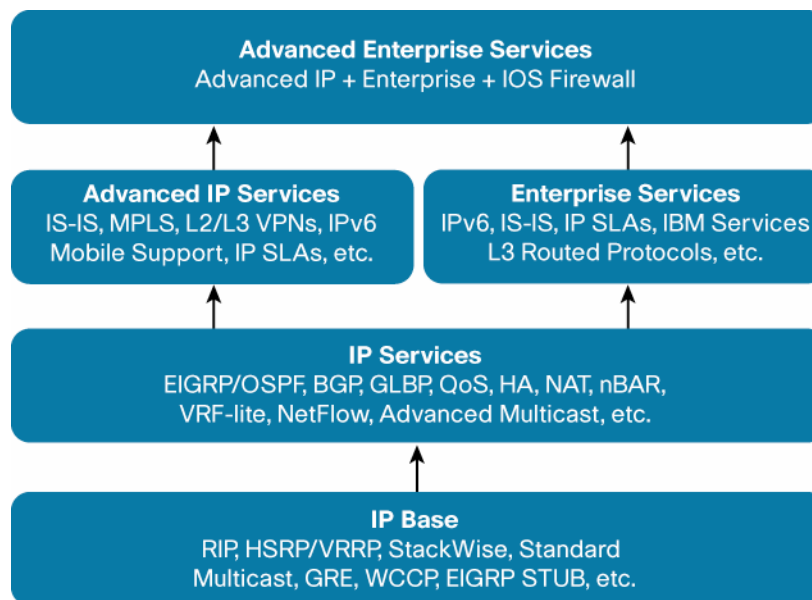 Advanced Enterprise Services
Advanced IP + Enterprise + IOS Firewall
Advanced IP Services
IS-IS, MPLS, L2/L3 VPNs, IPv6
Mobile Support, IP SLAs, etc.
Enterprise Services
IPv6, IS-IS, IP SLAs, IBM Services
L3 Routed Protocols, etc.
IP Services
EIGRP/OSPF, BGP, GLBP, QoS, HA, NAT, nBAR,
VRF-lite, NetFlow, Advanced Multicast, etc.
IP Base
RIP, HSRP/VRRP, StackWise, Standard
Multicast, GRE, WCCP, EIGRP STUB, etc.